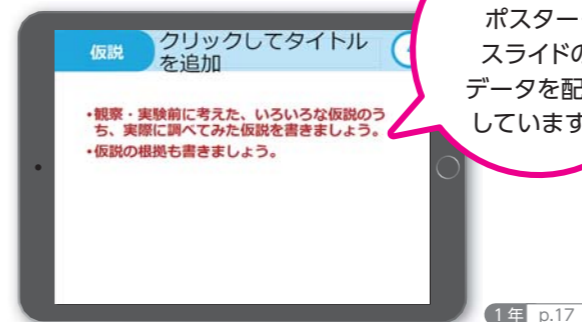 仮説
クリックしてタイトル
を追加
・観察・実験前に考えた、いろいろな仮説のう
ち、実際に調べてみた仮説を書きましょう。
・仮説の根拠も書きましょう。
ポスター
スライドの
データを配
しています
1年 p.17